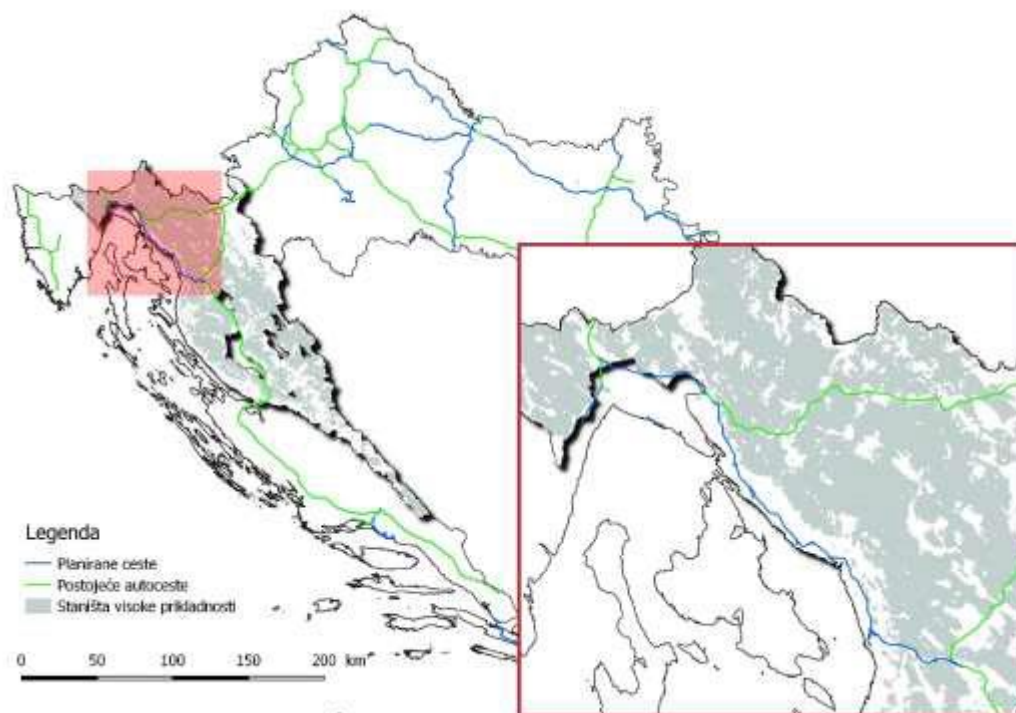 Legenda
Planirane ceste
Postojeće autoceste
Staništa visoke prikladnosti
0 50 100 150 200 km